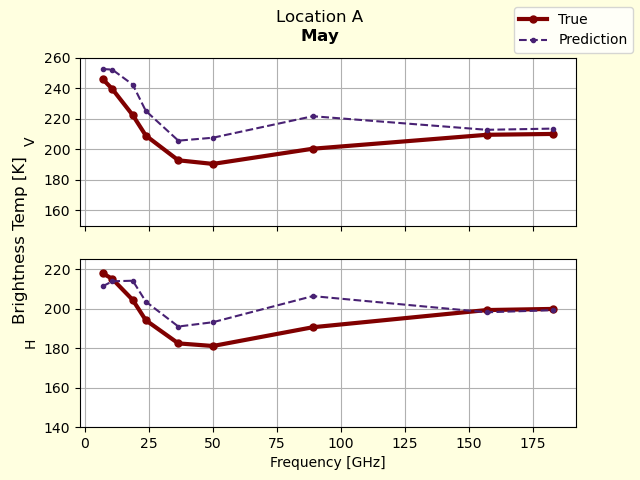 Location A
May
True
Prediction
260
240
220
200
180
160
V
Brightness Temp [K]
220
200
180
160
140
H
0 25 50 75 100 125 150 175
Frequency [GHz]